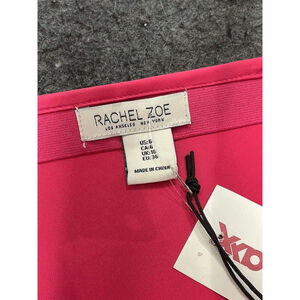 RACHEL ZOE
LOS ANGELES NEW YORK
US:6
CA:6
UK:10
EU:36
MADE IN CHINA